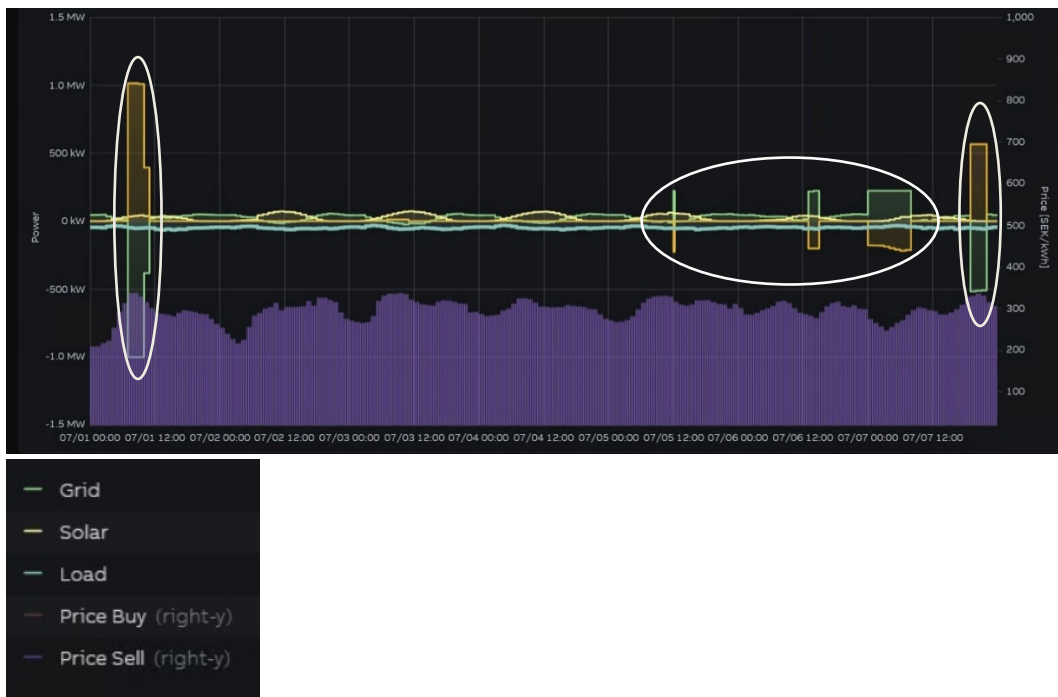 1.5 MW
1,000
900
1.0 MW
800
700
500 kW
600
0 kW
500
400
-500 kW
300
-1.0 MW
200
100
-1.5 MW
Power
Price [SEK/kWh]
07/01 00:00 07/01 12:00 07/02 00:00 07/02 12:00 07/03 00:00 07/03 12:00 07/04 00:00 07/04 12:00 07/05 00:00 07/05 12:00 07/06 00:00 07/06 12:00 07/07 00:00 07/07 12:00
Grid
Solar
Load
Price Buy (right-y)
Price Sell (right-y)